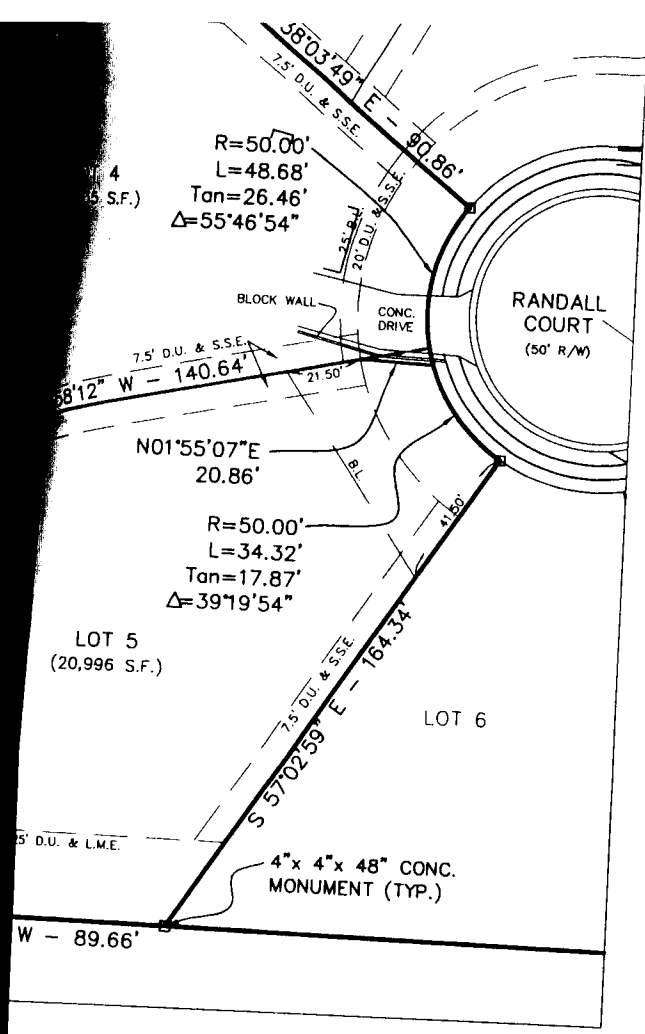 38°03'49" E - 90.86'
7.5' D.U. & S.S.E.
R=50.00'
L=48.68'
Tan=26.46'
Δ=55°46'54"
4
S.F.)
25' B.L.
20' D.U. & S.S.E.
BLOCK WALL
CONC.
DRIVE
RANDALL
COURT
(50' R/W)
7.5' D.U. & S.S.E.
58'12" W - 140.64'
21.50'
N01°55'07"E
20.86'
B.L.
R=50.00'
L=34.32'
Tan=17.87'
Δ=39°19'54"
41.50'
LOT 5
(20,996 S.F.)
7.5' D.U. & S.S.E.
S 57°02'59" E - 164.34'
LOT 6
25' D.U. & L.M.E.
4"x 4"x 48" CONC.
MONUMENT (TYP.)
W - 89.66'